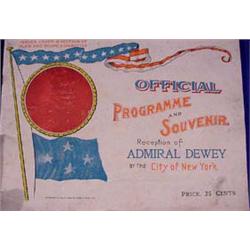 OFFICIAL
PROGRAMME
AND
SOUVENIR.
Reception of
ADMIRAL DEWEY
BY THE City of New York.
PRICE, 25 CENTS